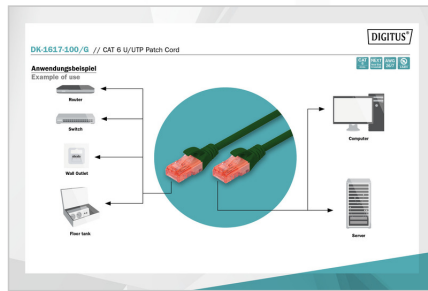 DIGITUS®
DK-1617-100/G // CAT 6 U/UTP Patch Cord
Anwendungsbeispiel
Example of use
Router
Switch
Wall Outlet
Floor tank
Computer
Server